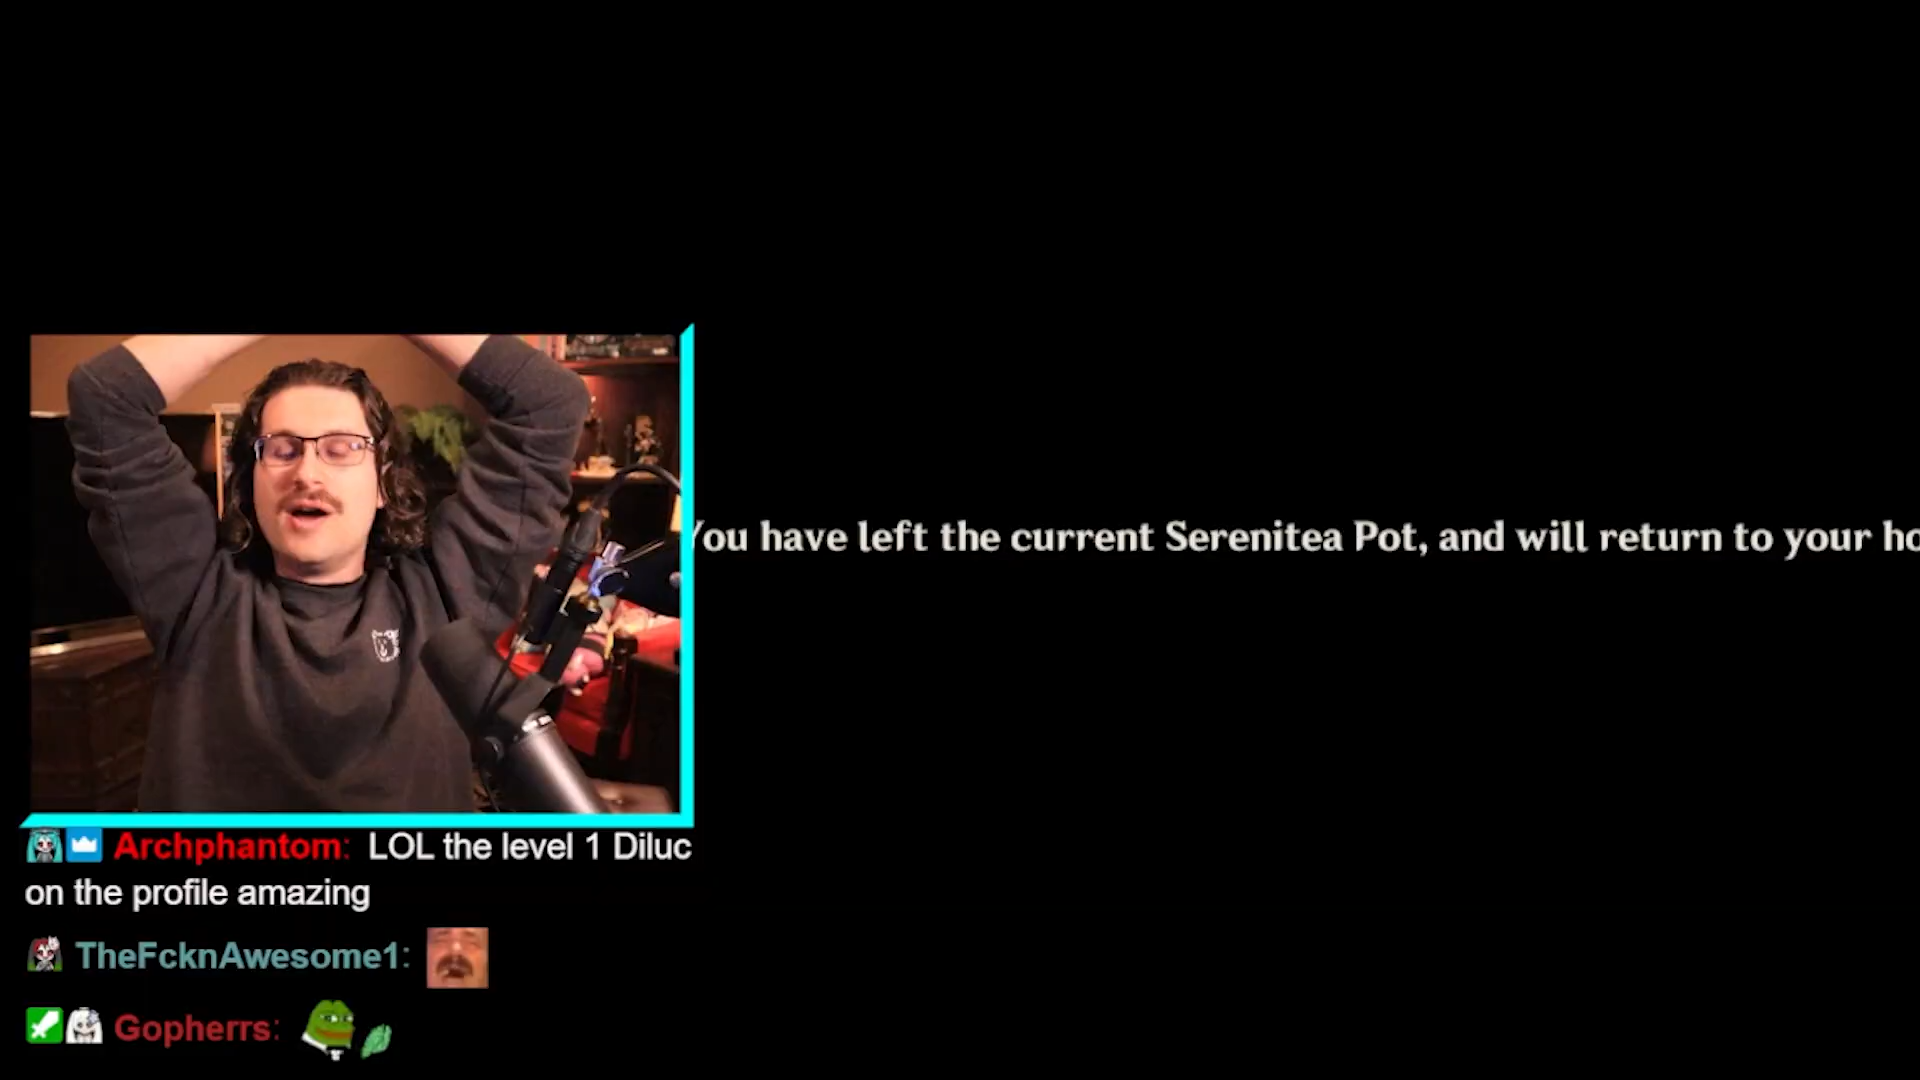 You have left the current Serenitea Pot, and will return to your ho
Archphantom: LOL the level 1 Diluc
on the profile amazing
TheFcknAwesome1:
Gopherrs: